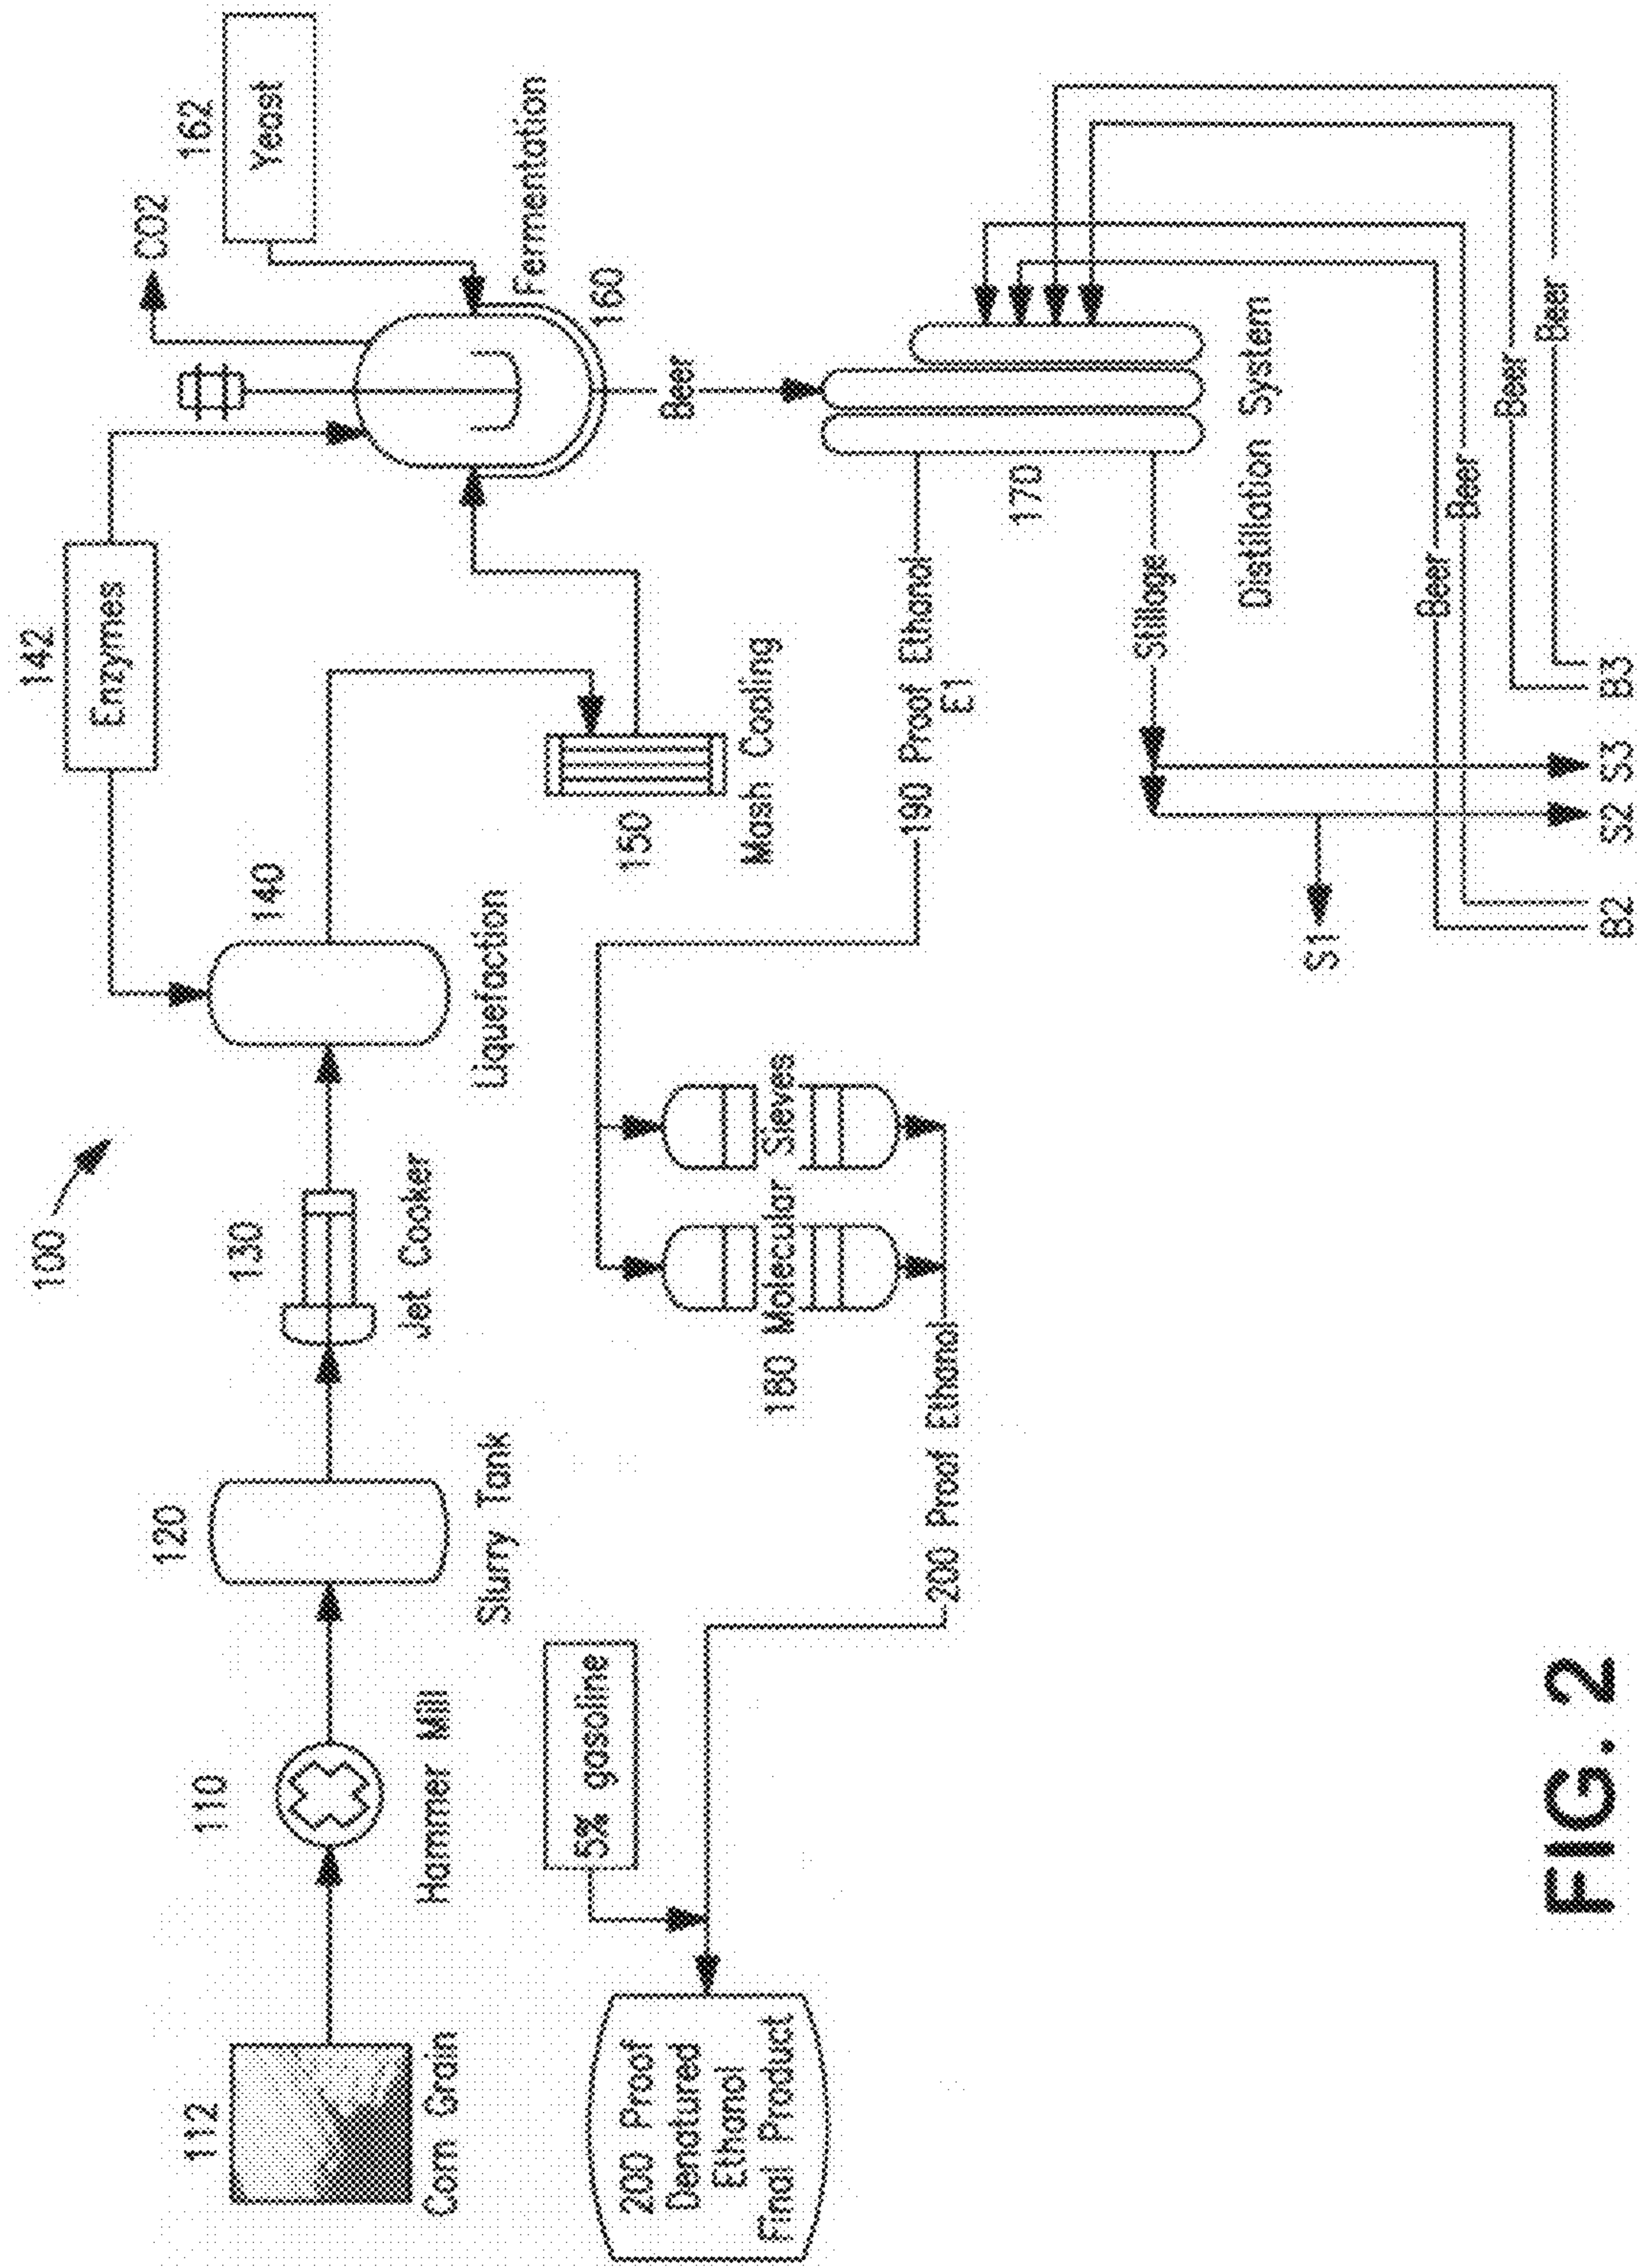 100
142
Enzymes
CO2
162
Yeast
112
Corn Grain
110
Hammer Mill
120
Slurry Tank
130
Jet Cooker
140
Liquefaction
150
Mash Cooling
Fermentation
160
Beer
5% gasoline
200 Proof
Denatured
Ethanol
Final Product
200 Proof Ethanol
180 Molecular Sieves
190 Proof Ethanol
E1
170
Stillage
Distillation System
S1
Beer
Beer
Beer
Beer
B2
S2
S3
B3
FIG. 2